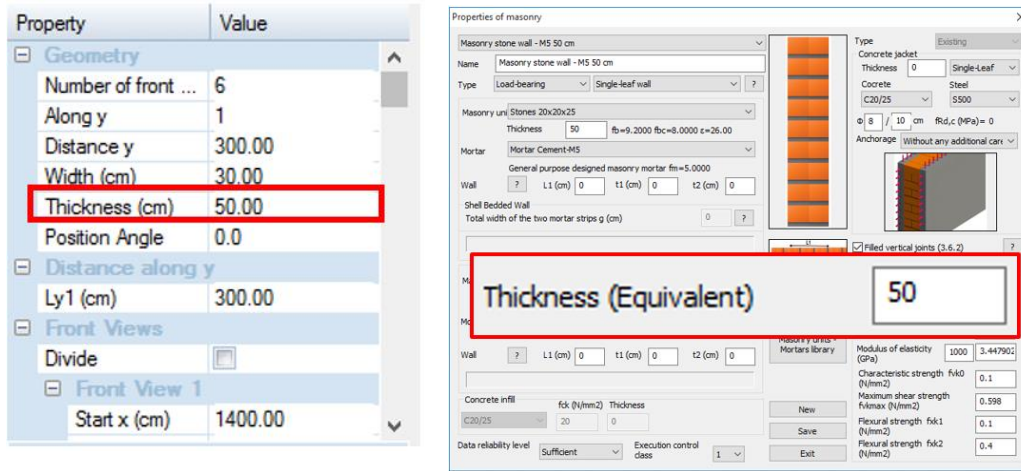 Property Value
Geometry
Number of front ... 6
Along y 1
Distance y 300.00
Width (cm) 30.00
Thickness (cm) 50.00
Position Angle 0.0
Distance along y
Ly1 (cm) 300.00
Front Views
Divide
Front View 1
Start x (cm) 1400.00
Properties of masonry
Masonry stone wall - M5 50 cm
Name Masonry stone wall - M5 50 cm
Type Load-bearing Single-leaf wall ?
Masonry uni Stones 20x20x25
Thickness 50 fb=9.2000 fbc=8.0000 ε=26.00
Mortar Mortar Cement-M5
General purpose designed masonry mortar fm=5.0000
Wall ? L1 (cm) 0 t1 (cm) 0 t2 (cm) 0
Shell Bedded Wall
Total width of the two mortar strips g (cm) 0 ?
Thickness (Equivalent) 50
Wall ? L1 (cm) 0 t1 (cm) 0 t2 (cm) 0
Concrete infill
fck (N/mm2) Thickness
C20/25 20 0
Data reliability level Sufficient Execution control class 1
Type Existing
Concrete jacket
Thickness 0 Single-Leaf
Cocrete Steel
C20/25 S500
Φ 8 / 10 cm fRd,c (MPa)= 0
Anchorage Without any additional care
Filled vertical joints (3.6.2) ?
Masonry units - Mortars library
New
Save
Exit
Modulus of elasticity (GPa) 1000 3.447902
Characteristic strength fvk0 (N/mm2) 0.1
Maximum shear strength fvkmax (N/mm2) 0.598
Flexural strength fxk1 (N/mm2) 0.1
Flexural strength fxk2 (N/mm2) 0.4